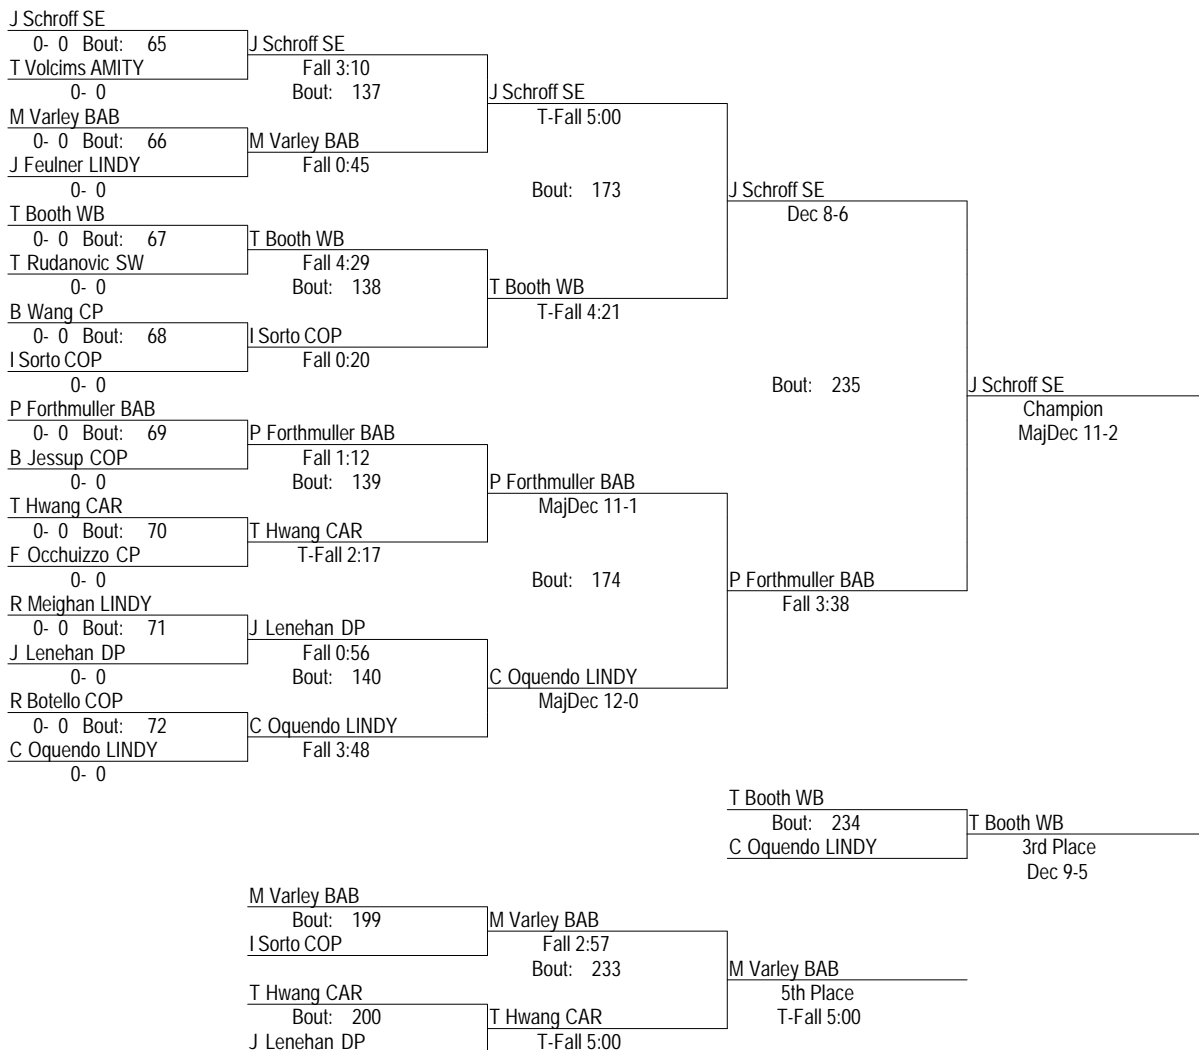 J Schroff SE
0- 0 Bout: 65
T Volcims AMITY
0- 0
M Varley BAB
0- 0 Bout: 66
J Feulner LINDY
0- 0
T Booth WB
0- 0 Bout: 67
T Rudanovic SW
0- 0
B Wang CP
0- 0 Bout: 68
I Sorto COP
0- 0
P Forthmuller BAB
0- 0 Bout: 69
B Jessup COP
0- 0
T Hwang CAR
0- 0 Bout: 70
F Occhuizzo CP
0- 0
R Meighan LINDY
0- 0 Bout: 71
J Lenehan DP
0- 0
R Botello COP
0- 0 Bout: 72
C Oquendo LINDY
0- 0
J Schroff SE
Fall 3:10
Bout: 137
M Varley BAB
Fall 0:45
T Booth WB
Fall 4:29
Bout: 138
I Sorto COP
Fall 0:20
P Forthmuller BAB
Fall 1:12
Bout: 139
T Hwang CAR
T-Fall 2:17
J Lenehan DP
Fall 0:56
Bout: 140
C Oquendo LINDY
Fall 3:48
J Schroff SE
T-Fall 5:00
Bout: 173
T Booth WB
T-Fall 4:21
P Forthmuller BAB
MajDec 11-1
Bout: 174
C Oquendo LINDY
MajDec 12-0
J Schroff SE
Dec 8-6
Bout: 235
P Forthmuller BAB
Fall 3:38
J Schroff SE
Champion
MajDec 11-2
T Booth WB
Bout: 234
C Oquendo LINDY
T Booth WB
3rd Place
Dec 9-5
M Varley BAB
Bout: 199
I Sorto COP
T Hwang CAR
Bout: 200
J Lenehan DP
M Varley BAB
Fall 2:57
Bout: 233
T Hwang CAR
T-Fall 5:00
M Varley BAB
5th Place
T-Fall 5:00